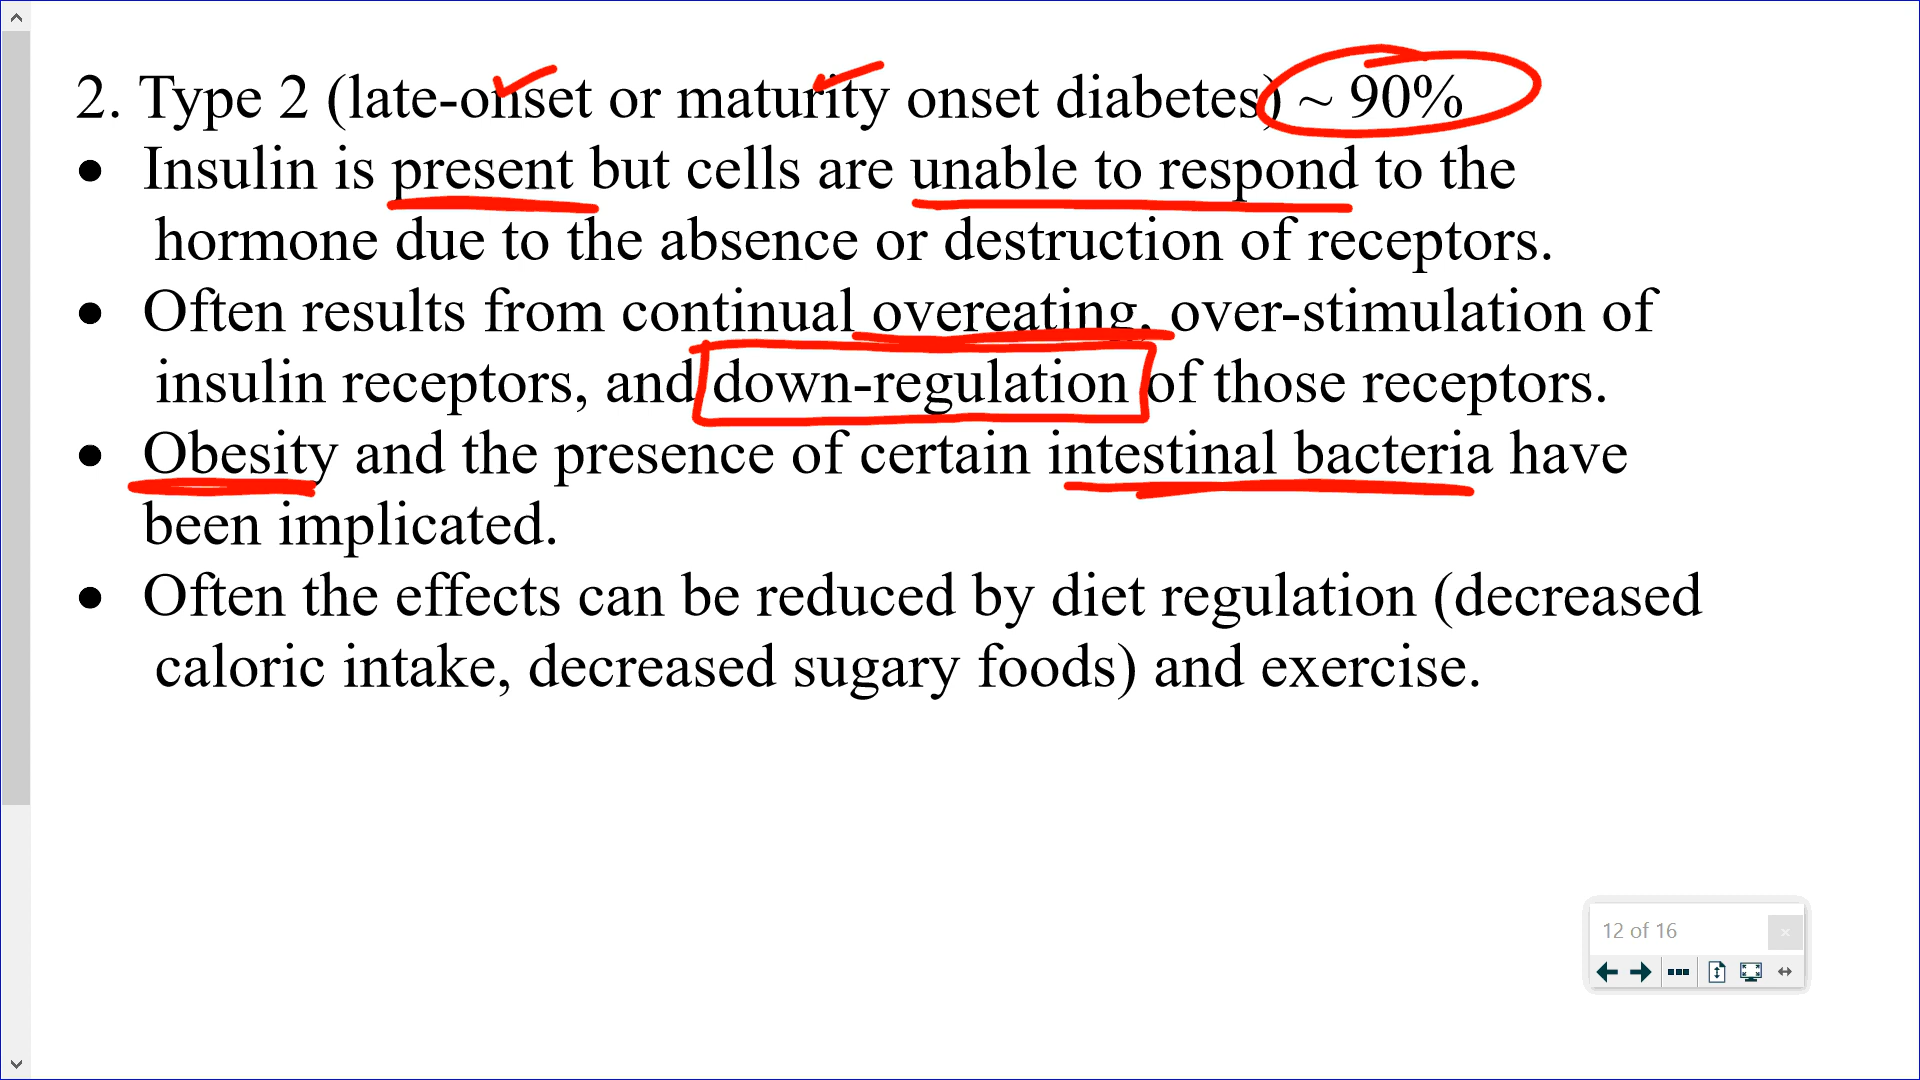 2. Type 2 (late-onset or maturity onset diabetes) ~ 90%
• Insulin is present but cells are unable to respond to the
hormone due to the absence or destruction of receptors.
• Often results from continual overeating, over-stimulation of
insulin receptors, and down-regulation of those receptors.
• Obesity and the presence of certain intestinal bacteria have
been implicated.
• Often the effects can be reduced by diet regulation (decreased
caloric intake, decreased sugary foods) and exercise.
12 of 16